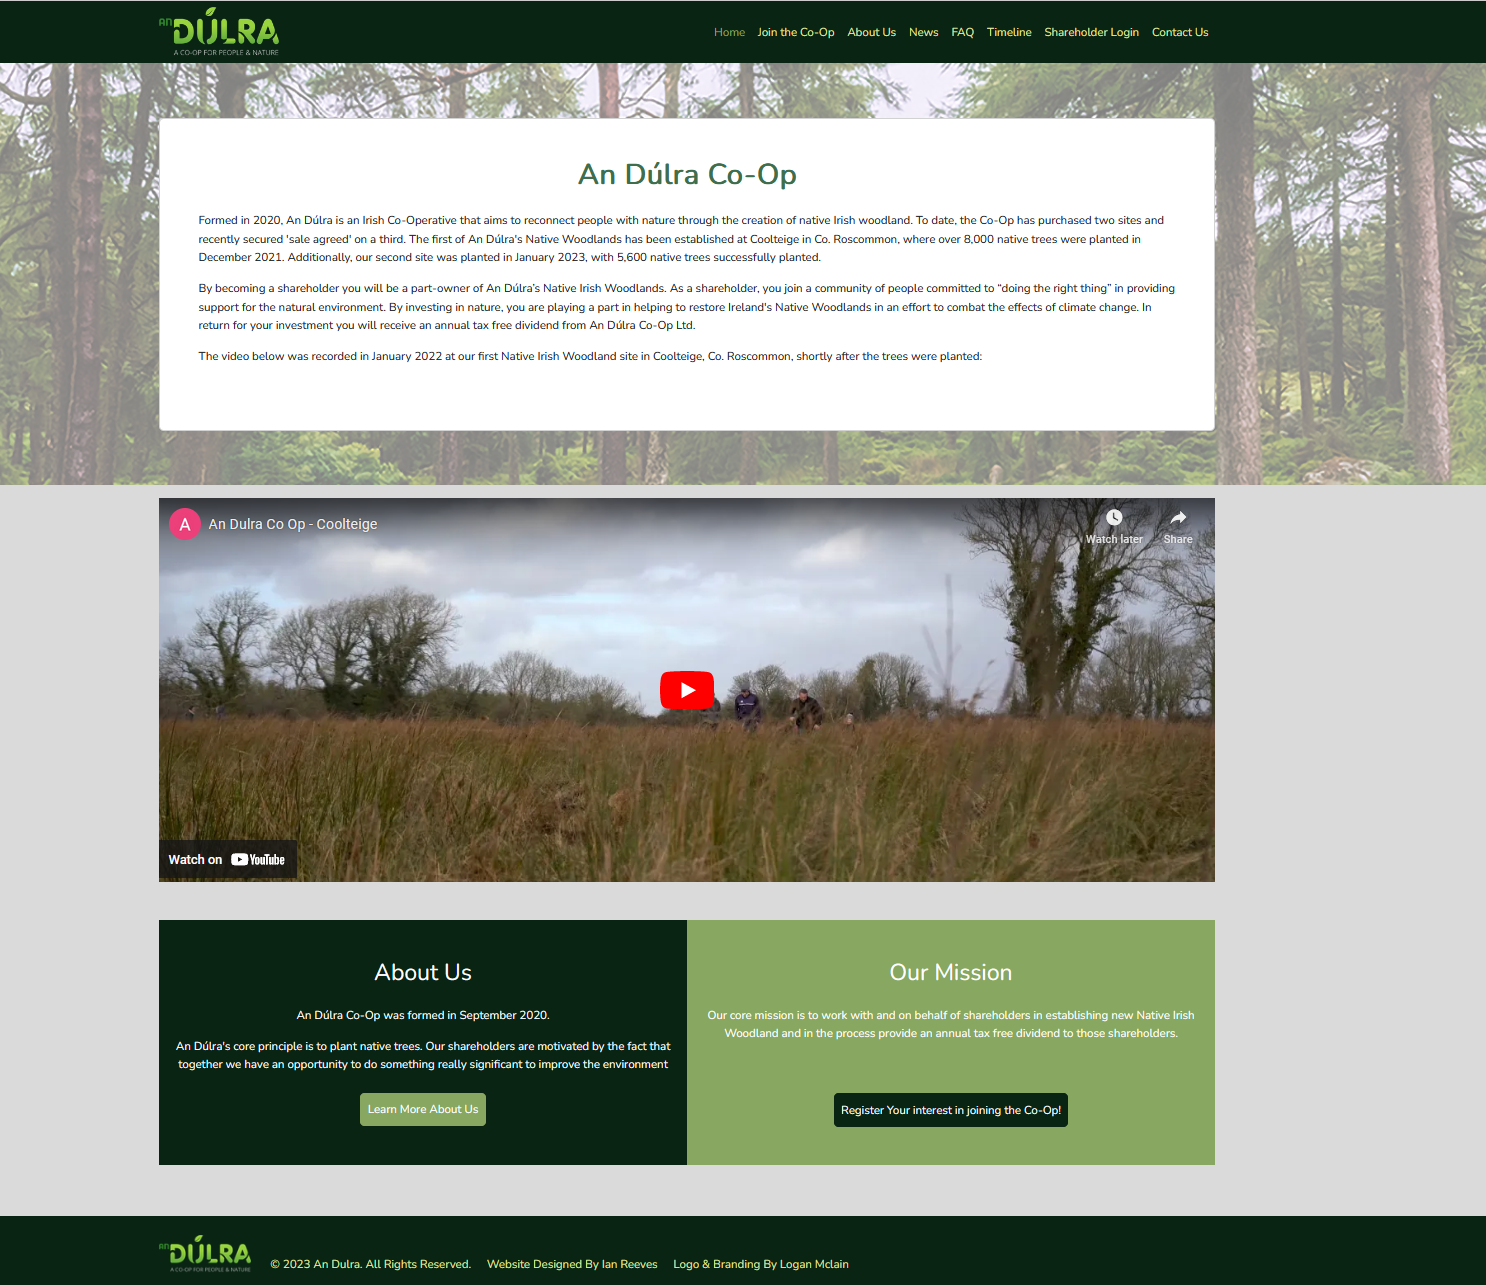 AN DÚLRA
A CO-OP FOR PEOPLE & NATURE
Home Join the Co-Op About Us News FAQ Timeline Shareholder Login Contact Us
An Dúlra Co-Op
Formed in 2020, An Dúlra is an Irish Co-Operative that aims to reconnect people with nature through the creation of native Irish woodland. To date, the Co-Op has purchased two sites and
recently secured 'sale agreed' on a third. The first of An Dúlra's Native Woodlands has been established at Coolteige in Co. Roscommon, where over 8,000 native trees were planted in
December 2021. Additionally, our second site was planted in January 2023, with 5,600 native trees successfully planted.
By becoming a shareholder you will be a part-owner of An Dúlra’s Native Irish Woodlands. As a shareholder, you join a community of people committed to “doing the right thing” in providing
support for the natural environment. By investing in nature, you are playing a part in helping to restore Ireland's Native Woodlands in an effort to combat the effects of climate change. In
return for your investment you will receive an annual tax free dividend from An Dúlra Co-Op Ltd.
The video below was recorded in January 2022 at our first Native Irish Woodland site in Coolteige, Co. Roscommon, shortly after the trees were planted:
A An Dulra Co Op - Coolteige
Watch later Share
Watch on YouTube
About Us
An Dúlra Co-Op was formed in September 2020.
An Dúlra's core principle is to plant native trees. Our shareholders are motivated by the fact that
together we have an opportunity to do something really significant to improve the environment
Learn More About Us
Our Mission
Our core mission is to work with and on behalf of shareholders in establishing new Native Irish
Woodland and in the process provide an annual tax free dividend to those shareholders.
Register Your interest in joining the Co-Op!
AN DÚLRA
A CO-OP FOR PEOPLE & NATURE
© 2023 An Dulra. All Rights Reserved. Website Designed By Ian Reeves Logo & Branding By Logan Mclain